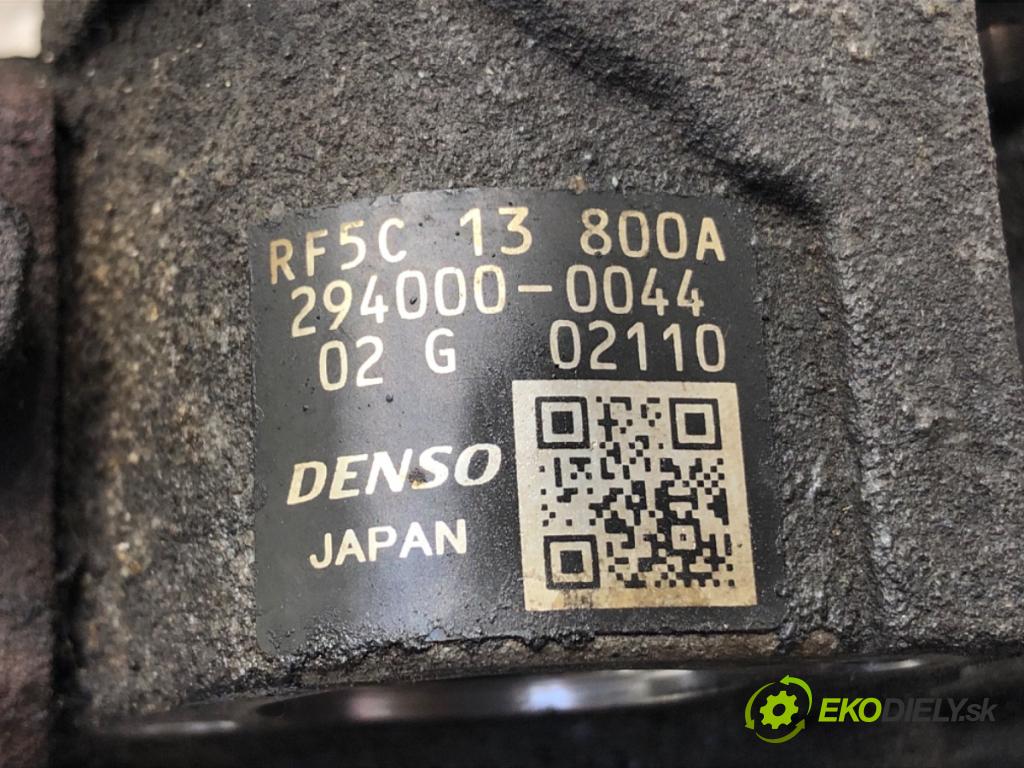 RF5C 13 800A
294000-0044
02 G 02110
DENSO
JAPAN
EKODIELY.sk